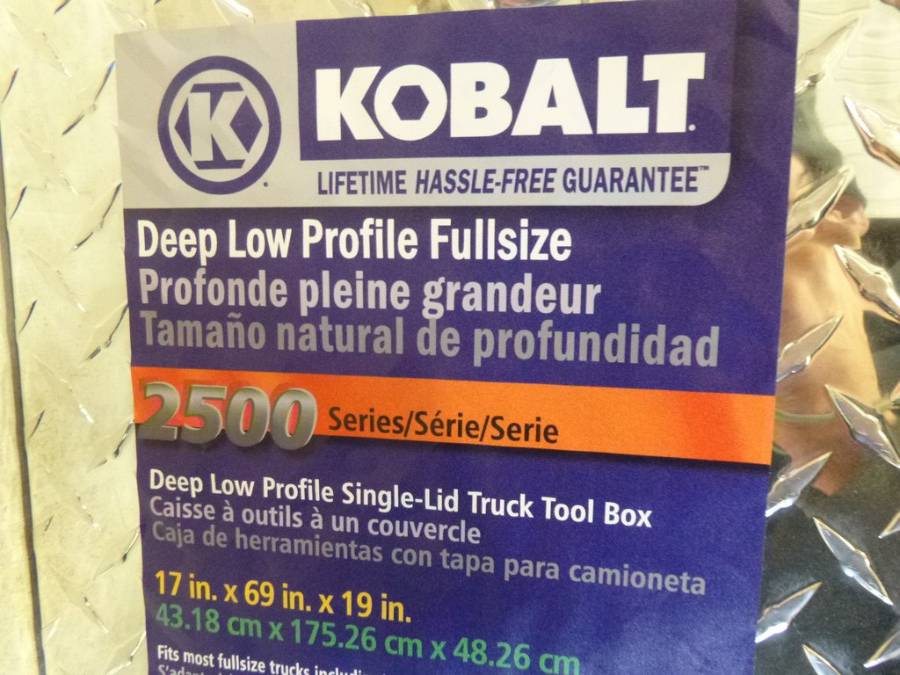 K
KOBALT
LIFETIME HASSLE-FREE GUARANTEE™
Deep Low Profile Fullsize
Profonde pleine grandeur
Tamaño natural de profundidad
2500 Series/Série/Serie
Deep Low Profile Single-Lid Truck Tool Box
Caisse à outils à un couvercle
Caja de herramientas con tapa para camioneta
17 in. x 69 in. x 19 in.
43.18 cm x 175.26 cm x 48.26 cm
Fits most fullsize trucks